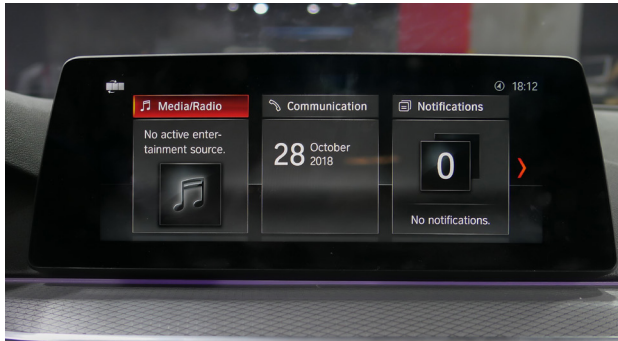 18:12
Media/Radio
No active enter-
tainment source.
Communication
28 October
2018
Notifications
0
No notifications.